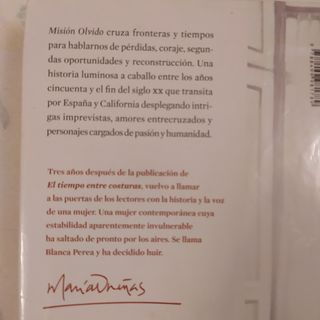 Misión Olvido cruza fronteras y tiempos
para hablarnos de pérdidas, coraje, segun-
das oportunidades y reconstrucción. Una
historia luminosa a caballo entre los años
cincuenta y el fin del siglo XX que transita
por España y California desplegando intri-
gas imprevistas, amores entrecruzados y
personajes cargados de pasión y humanidad.
Tres años después de la publicación de
El tiempo entre costuras, vuelvo a llamar
a las puertas de los lectores con la historia y la voz
de una mujer. Una mujer contemporánea cuya
estabilidad aparentemente invulnerable
ha saltado de pronto por los aires. Se llama
Blanca Perea y ha decidido huir.
María Dueñas